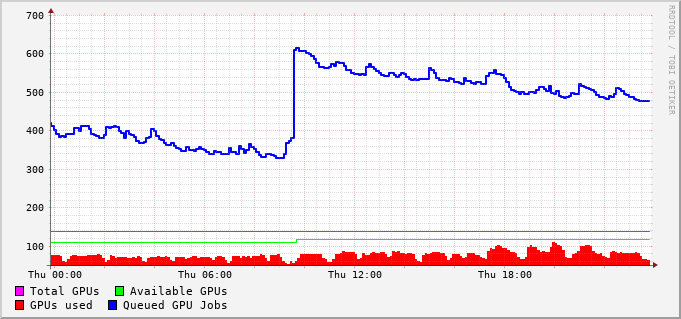 700
600
500
400
300
200
100
Thu 00:00 Thu 06:00 Thu 12:00 Thu 18:00
Total GPUs Available GPUs
GPUs used Queued GPU Jobs
RRDTOOL / TOBI OETIKER